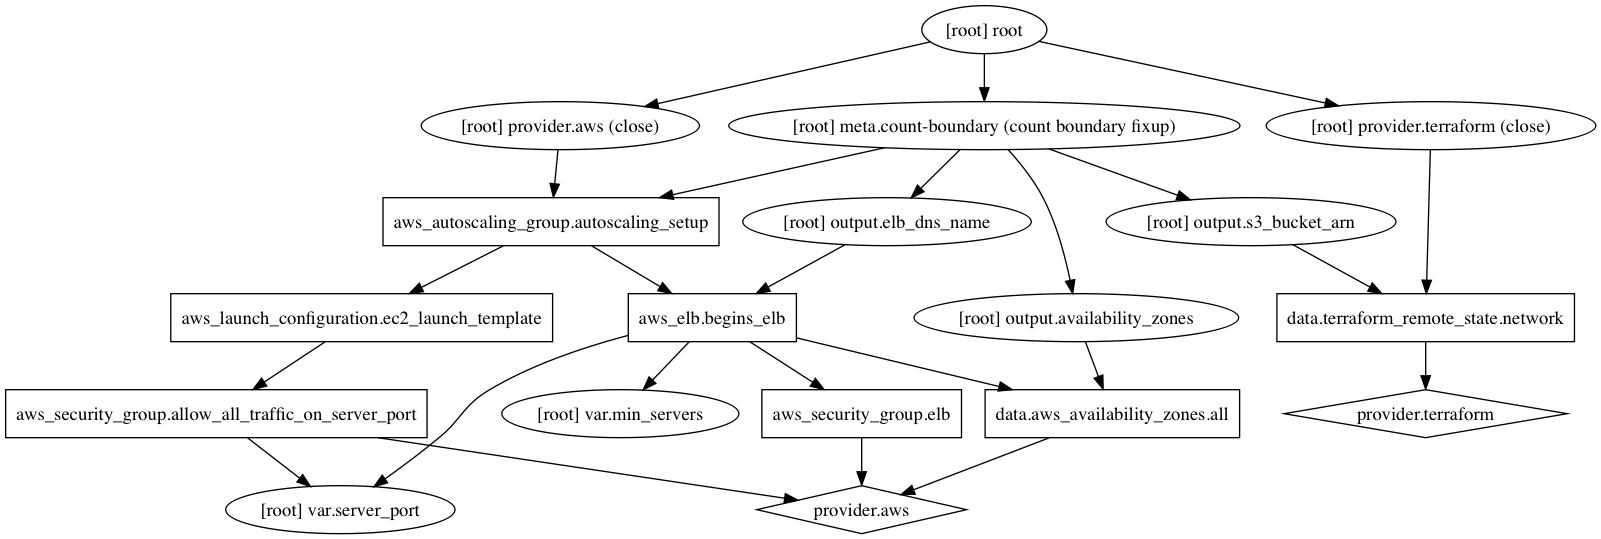 [root] root
[root] provider.aws (close)
[root] meta.count-boundary (count boundary fixup)
[root] provider.terraform (close)
aws_autoscaling_group.autoscaling_setup
[root] output.elb_dns_name
[root] output.s3_bucket_arn
aws_launch_configuration.ec2_launch_template
aws_elb.begins_elb
[root] output.availability_zones
data.terraform_remote_state.network
aws_security_group.allow_all_traffic_on_server_port
[root] var.min_servers
aws_security_group.elb
data.aws_availability_zones.all
provider.terraform
[root] var.server_port
provider.aws